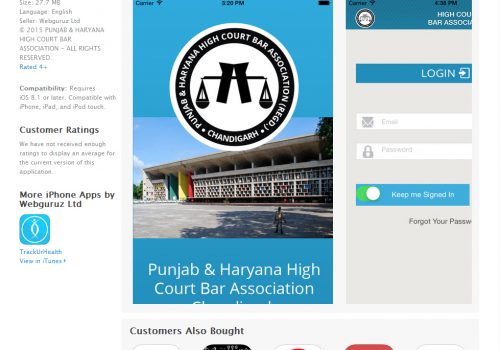 Size: 27.7 MB
Language: English
Seller: Webguruz Ltd
© 2015 PUNJAB & HARYANA
HIGH COURT BAR
ASSOCIATION - ALL RIGHTS
RESERVED.
Rated 4+
Compatibility: Requires
iOS 8.1 or later. Compatible with
iPhone, iPad, and iPod touch.
Customer Ratings
We have not received enough
ratings to display an average for
the current version of this
application.
More iPhone Apps by
Webguruz Ltd
TrackUrHealth
View in iTunes
Carrier
3:20 PM
PUNJAB & HARYANA HIGH COURT BAR ASSOCIATION (REGD.)
• CHANDIGARH •
Punjab & Haryana High
Court Bar Association
Chandigarh
Carrier
4:36 PM
HIGH CO
BAR ASSOCIA
LOGIN
Email
Password
Keep me Signed In
Forgot Your Passw
Customers Also Bought